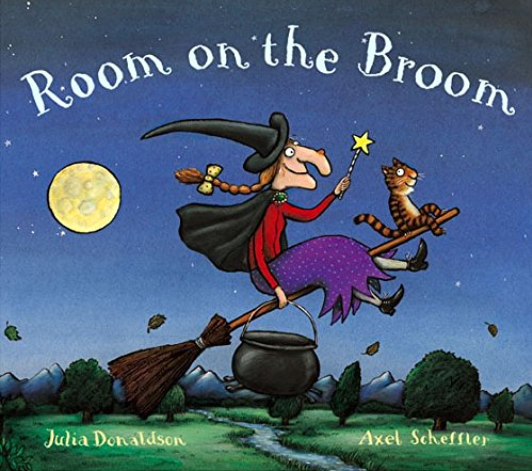 Room on the Broom
Julia Donaldson Axel Scheffler